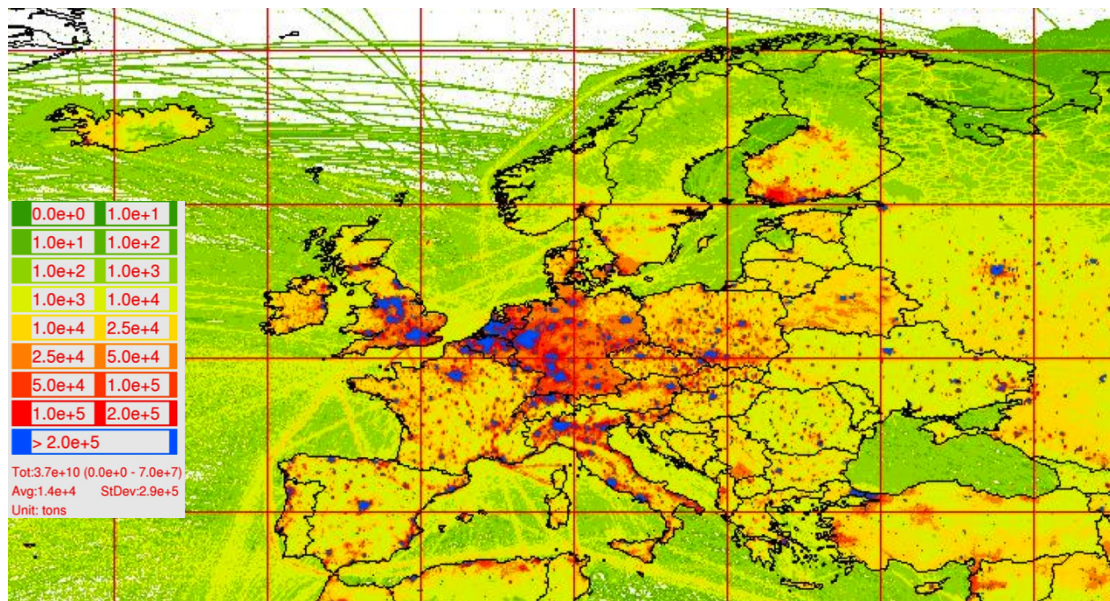 0.0e+0 1.0e+1
1.0e+1 1.0e+2
1.0e+2 1.0e+3
1.0e+3 1.0e+4
1.0e+4 2.5e+4
2.5e+4 5.0e+4
5.0e+4 1.0e+5
1.0e+5 2.0e+5
> 2.0e+5
Tot:3.7e+10 (0.0e+0 - 7.0e+7)
Avg:1.4e+4 StDev:2.9e+5
Unit: tons